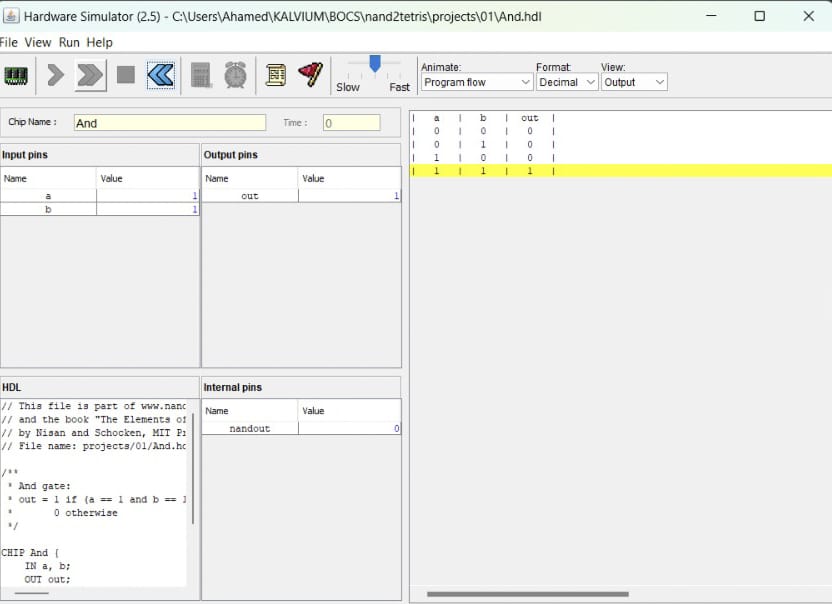 Hardware Simulator (2.5) - C:\Users\Ahamed\KALVIUM\BOCS\nand2tetris\projects\01\And.hdl
File View Run Help
Slow Fast
Animate: Format: View:
Program flow Decimal Output
Chip Name : And Time : 0
Input pins Output pins
Name Value Name Value
a 1 out 1
b 1
| a | b | out |
| 0 | 0 | 0 |
| 0 | 1 | 0 |
| 1 | 0 | 0 |
| 1 | 1 | 1 |
HDL
// This file is part of www.nand
// and the book "The Elements of
// by Nisan and Schocken, MIT
// File name: projects/01/And.hd
/**
* And gate:
* out = 1 if (a == 1 and b == 1
* 0 otherwise
*/
CHIP And {
IN a, b;
OUT out;
Internal pins
Name Value
nandout 0